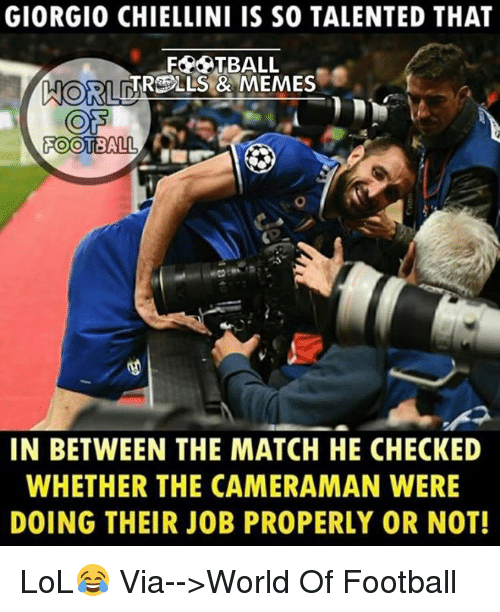 GIORGIO CHIELLINI IS SO TALENTED THAT
FOOTBALL
TROLLS & MEMES
WORLD
OF
FOOTBALL
Jeep
IN BETWEEN THE MATCH HE CHECKED
WHETHER THE CAMERAMAN WERE
DOING THEIR JOB PROPERLY OR NOT!
LoL😂 Via-->World Of Football